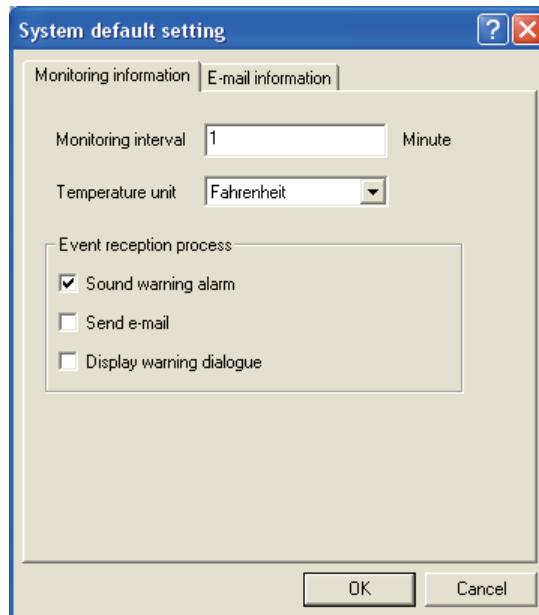 System default setting
?
Monitoring information
E-mail information
Monitoring interval 1 Minute
Temperature unit Fahrenheit
Event reception process
Sound warning alarm
Send e-mail
Display warning dialogue
OK Cancel